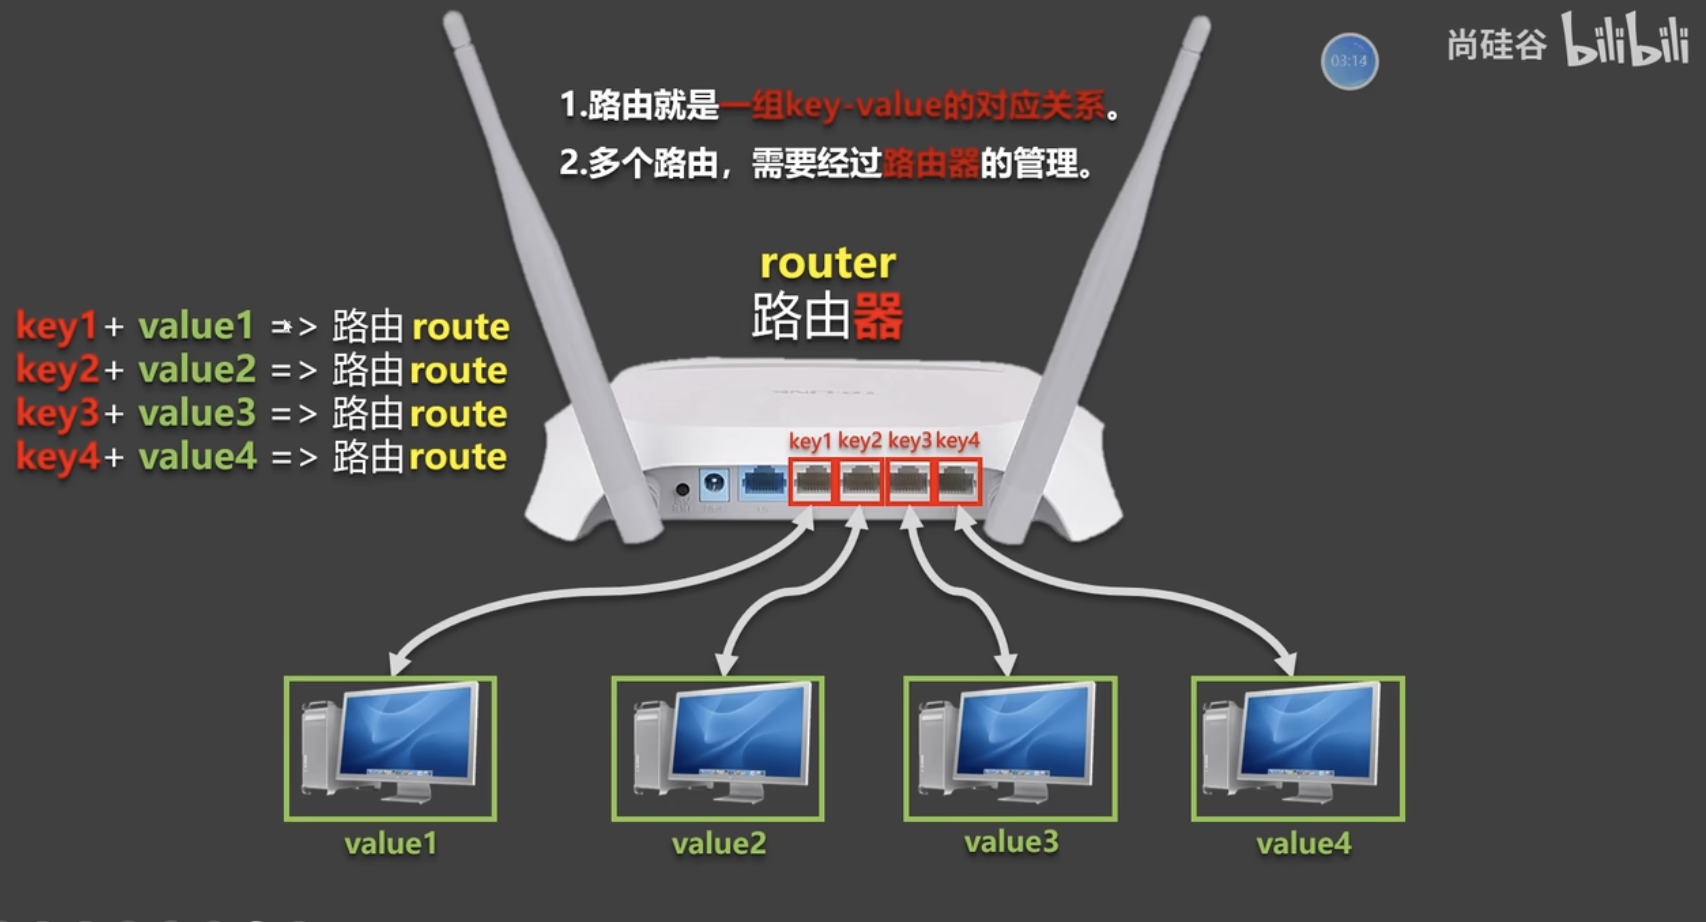 尚硅谷 bilibili
03:14
1.路由就是一组key-value的对应关系。
2.多个路由，需要经过路由器的管理。
router
路由器
key1+ value1 => 路由 route
key2+ value2 => 路由 route
key3+ value3 => 路由 route
key4+ value4 => 路由 route
key1 key2 key3 key4
value1 value2 value3 value4